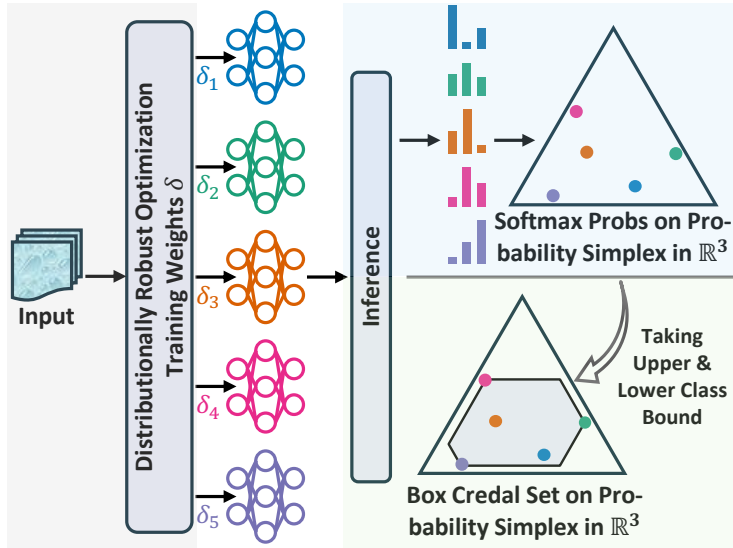 Input
Distributionally Robust Optimization
Training Weights δ
δ1
δ2
δ3
δ4
δ5
Inference
Softmax Probs on Pro-
bability Simplex in ℝ³
Taking
Upper &
Lower Class
Bound
Box Credal Set on Pro-
bability Simplex in ℝ³